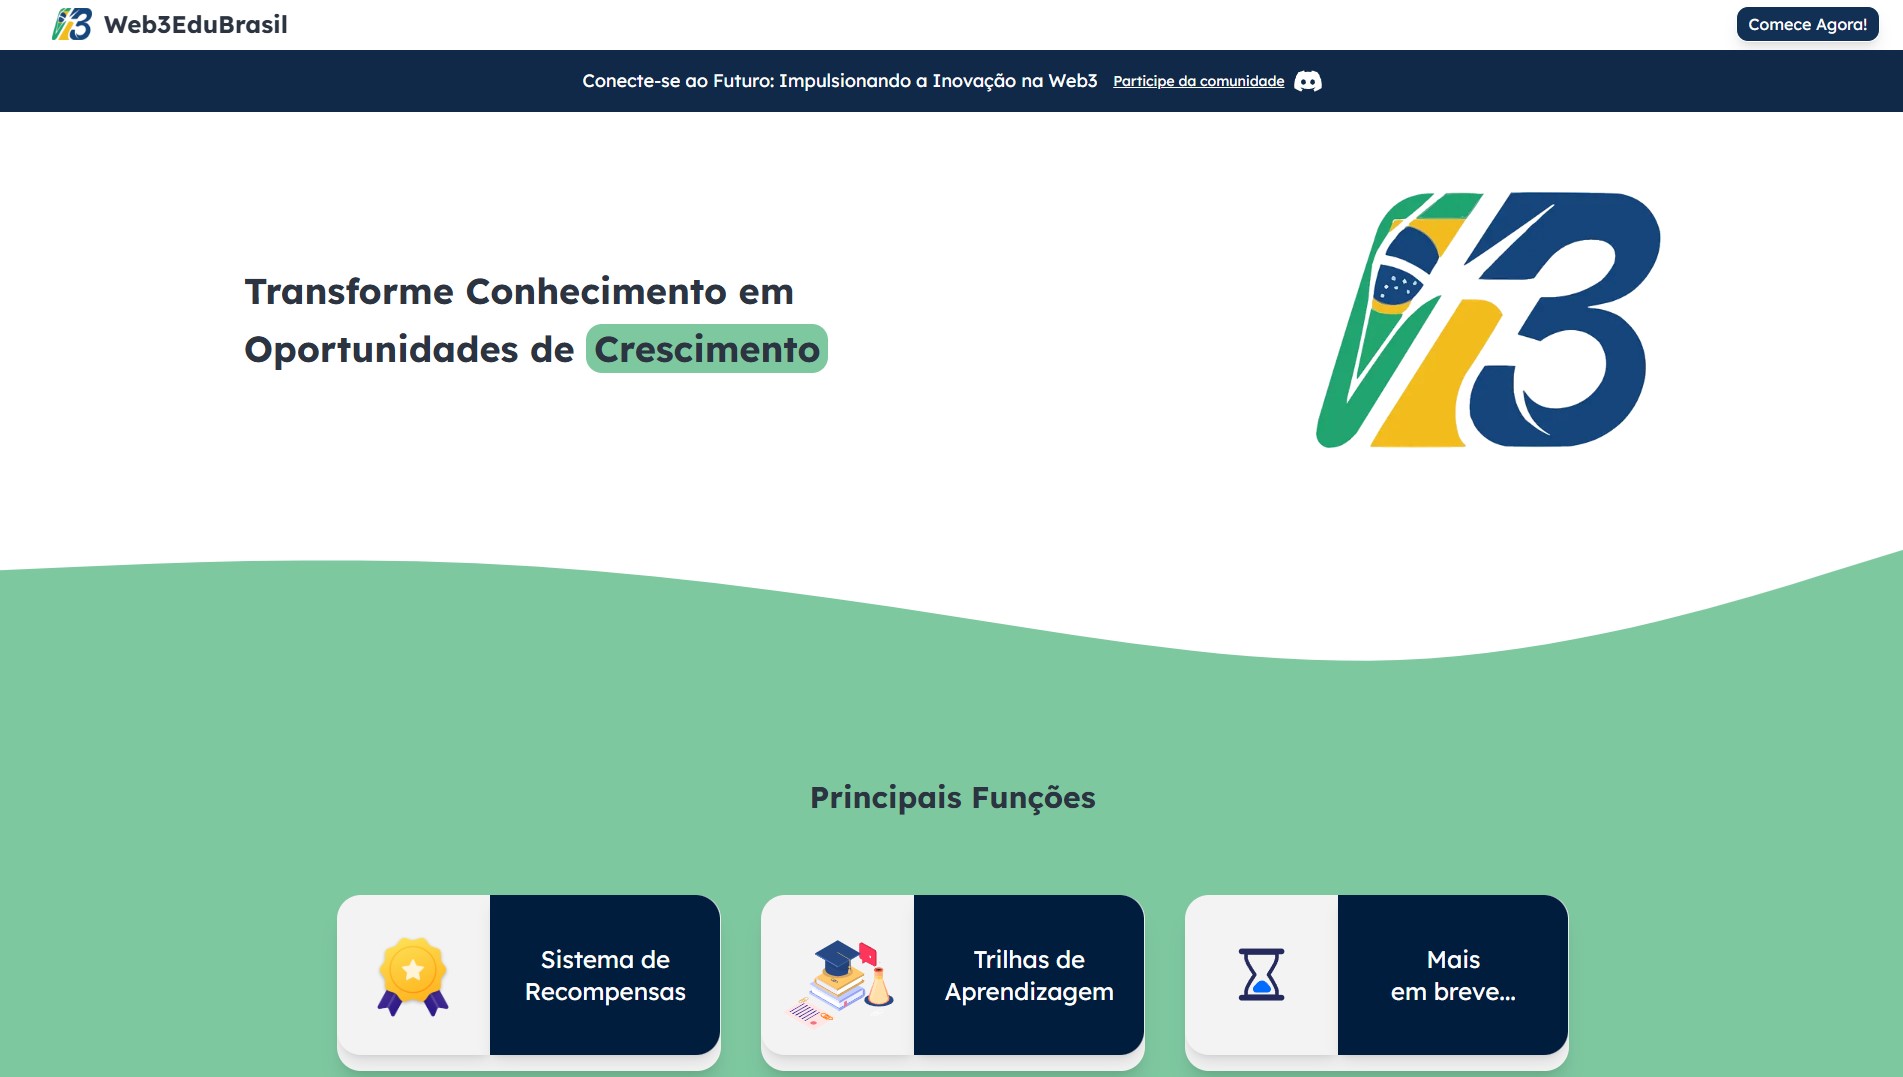 Web3EduBrasil
Comece Agora!
Conecte-se ao Futuro: Impulsionando a Inovação na Web3 Participe da comunidade
Transforme Conhecimento em
Oportunidades de Crescimento
Principais Funções
Sistema de
Recompensas
Trilhas de
Aprendizagem
Mais
em breve...